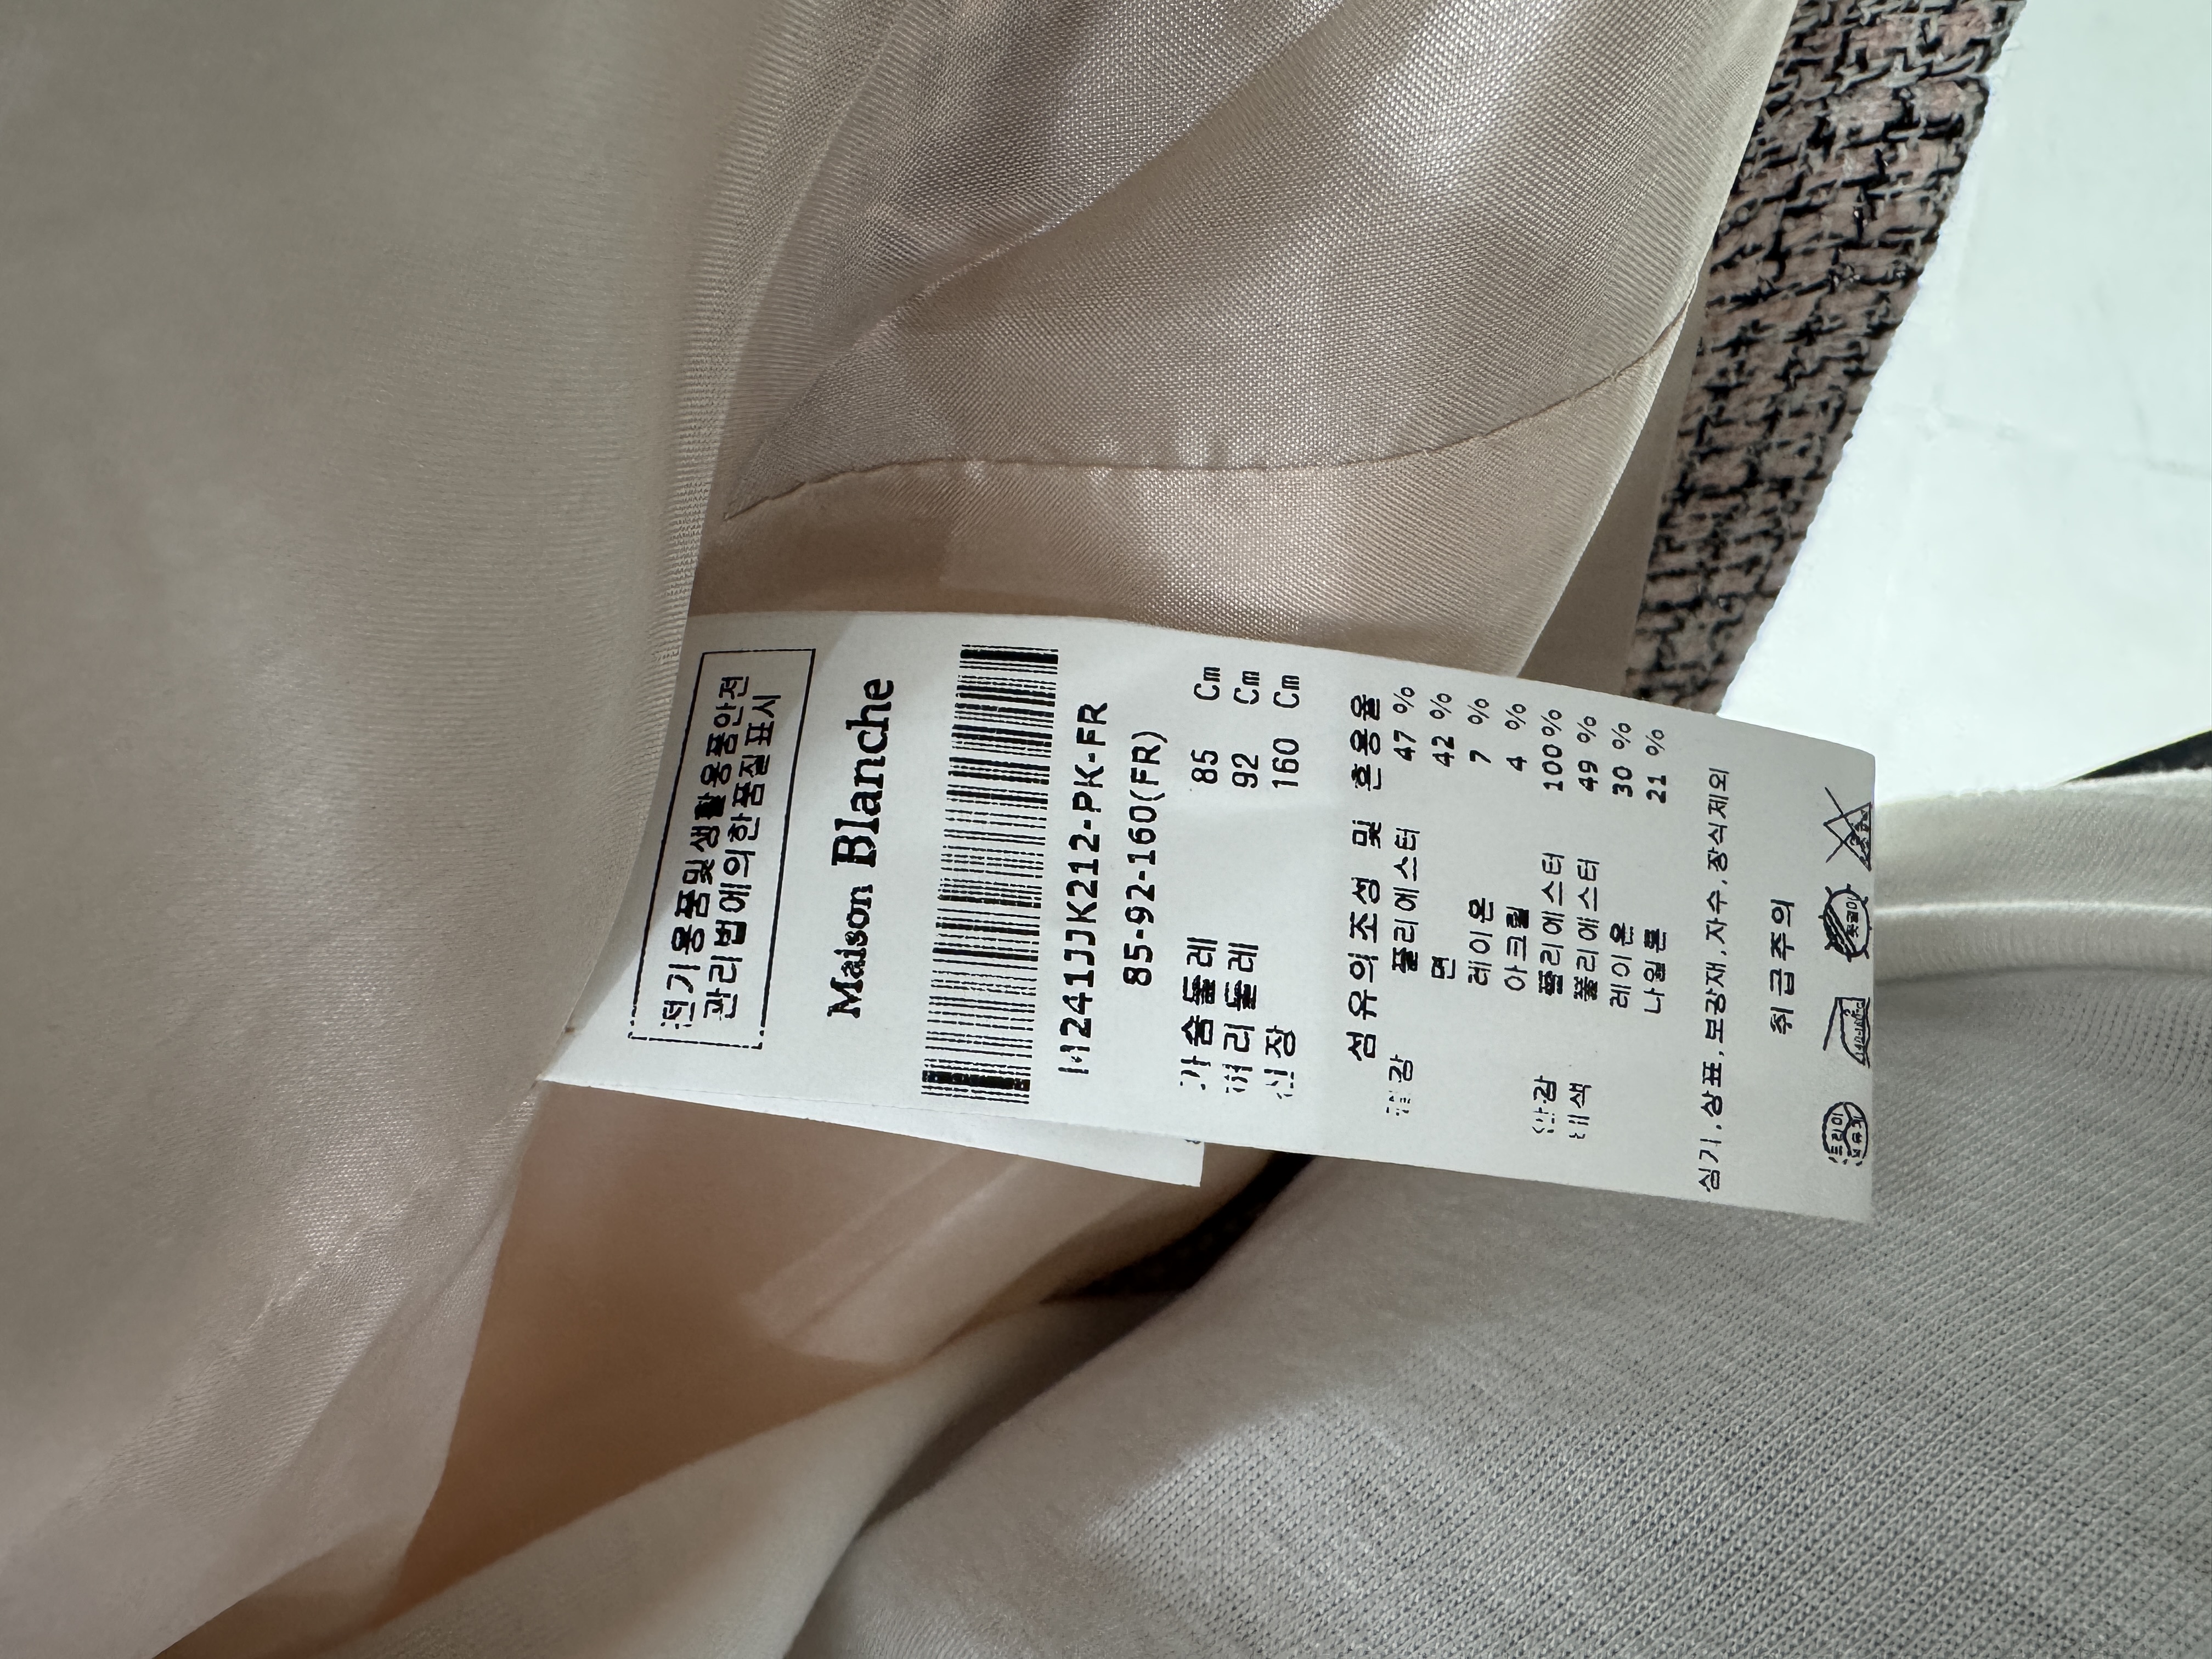 전기용품및생활용품안전
관리법에의한품질표시
Maison Blanche
M241JJK212-PK-FR
85-92-160(FR)
가슴둘레 85 Cm
허리둘레 92 Cm
신장 160 Cm
섬유의조성 및 혼용율
겉감 폴리에스터 47 %
면 42 %
레이온 7 %
아크릴 4 %
안감 폴리에스터 100 %
배색 폴리에스터 49 %
레이온 30 %
나일론 21 %
심기,상표,보강재,자수,장식제외
취급주의
드라이